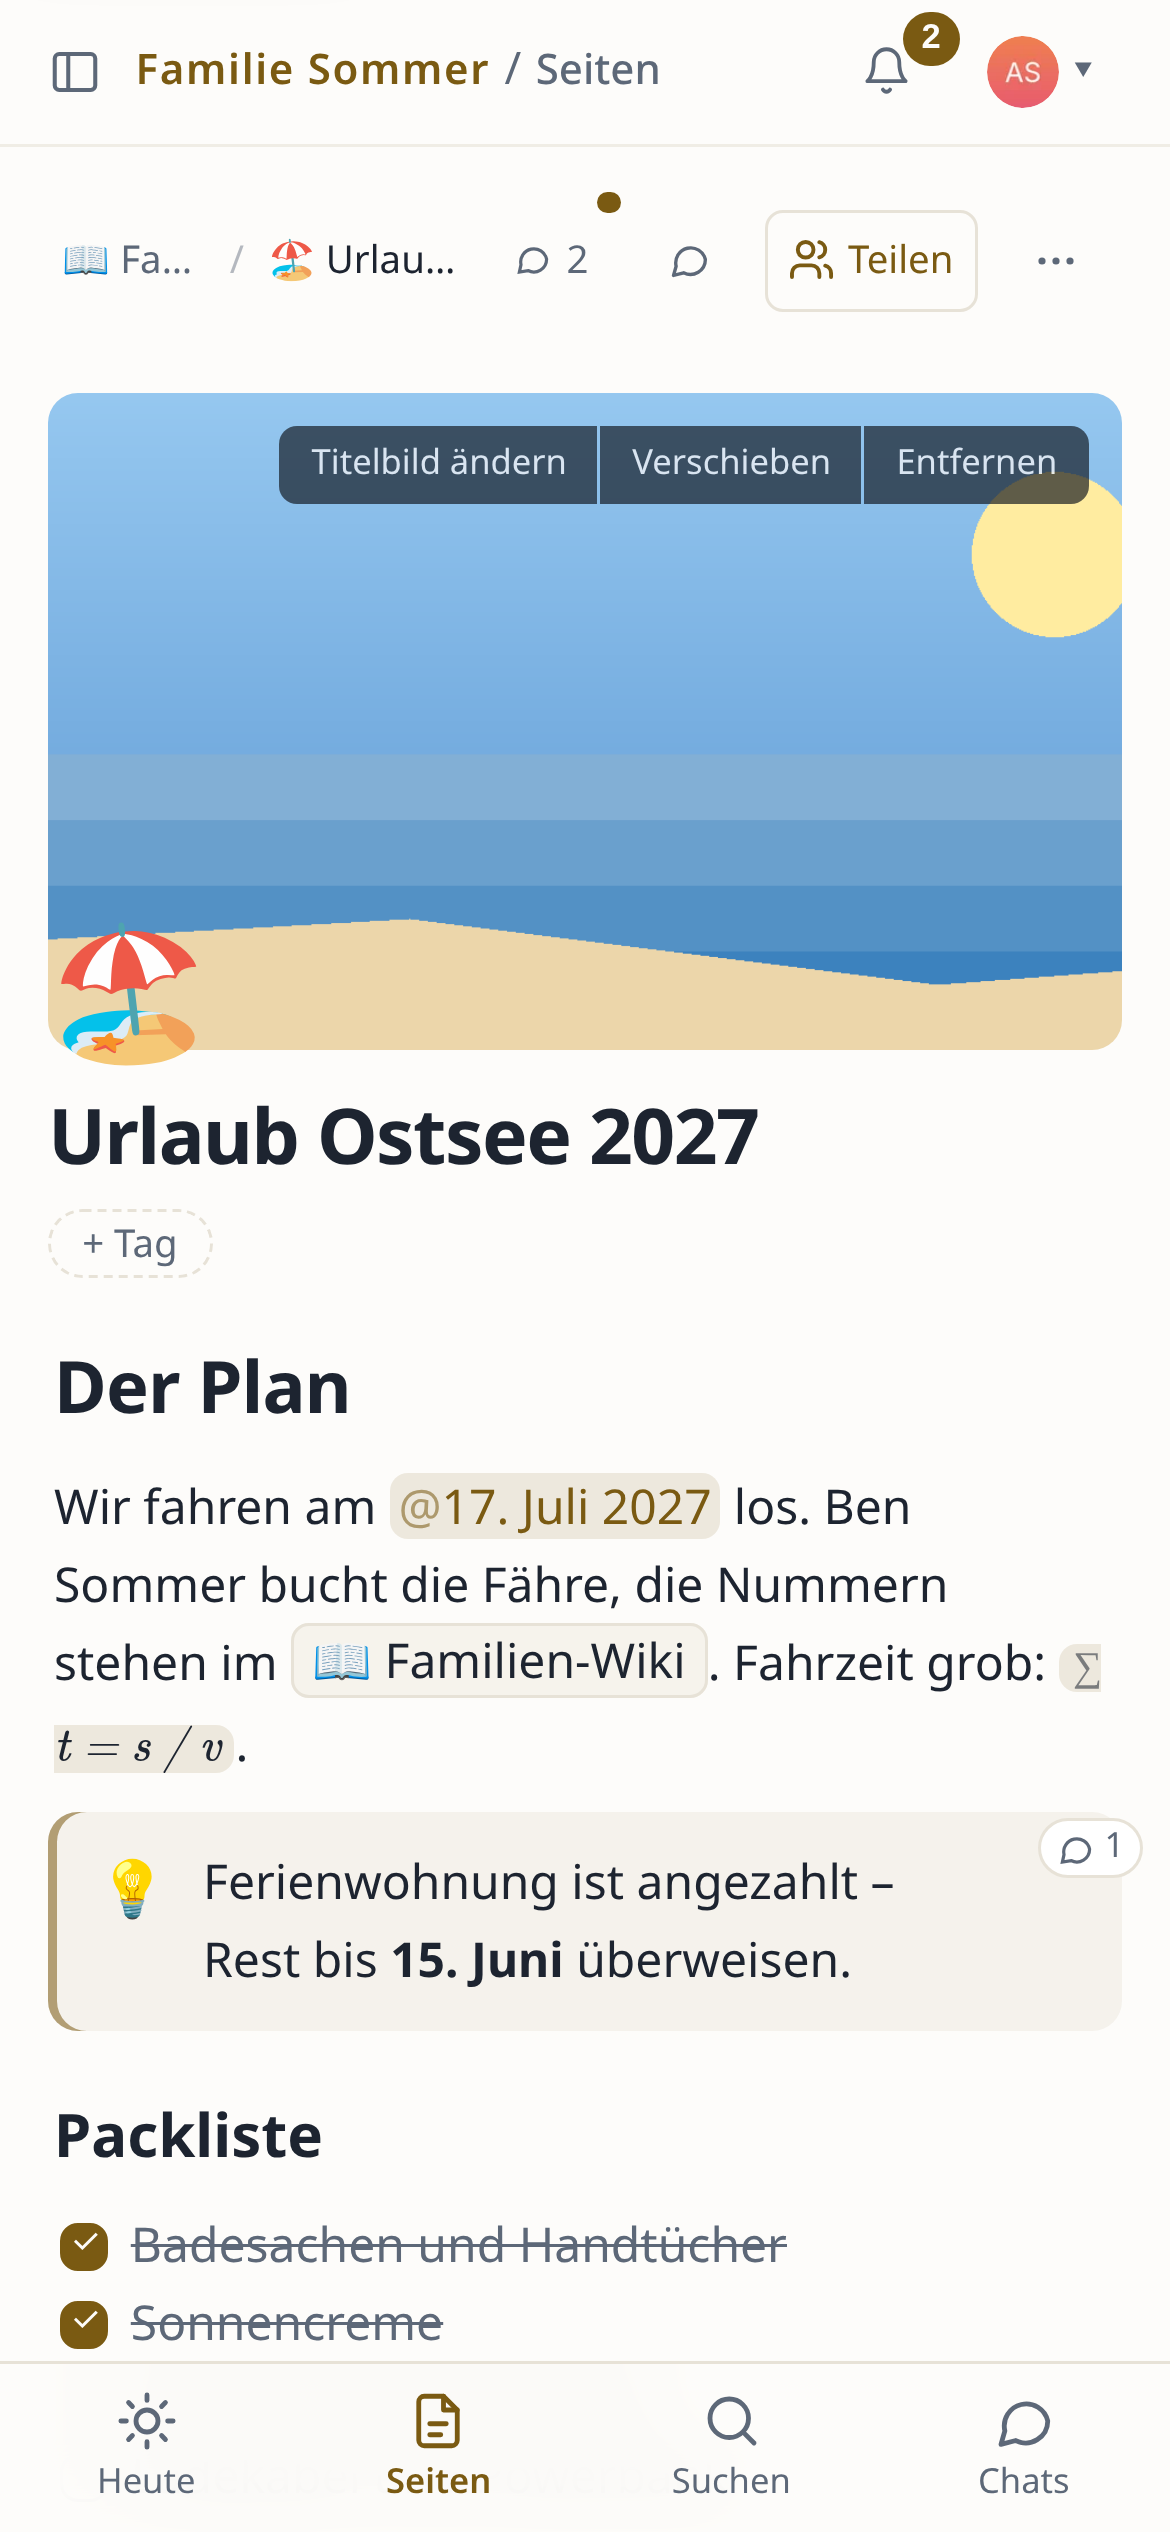 Familie Sommer / Seiten
2
AS
Fa... / Urlau...
2
Teilen
Titelbild ändern
Verschieben
Entfernen
Urlaub Ostsee 2027
+ Tag
Der Plan
Wir fahren am @17. Juli 2027 los. Ben
Sommer bucht die Fähre, die Nummern
stehen im Familien-Wiki. Fahrzeit grob: ∑
t = s / v.
1
Ferienwohnung ist angezahlt –
Rest bis 15. Juni überweisen.
Packliste
Badesachen und Handtücher
Sonnencreme
Heute
Seiten
Suchen
Chats